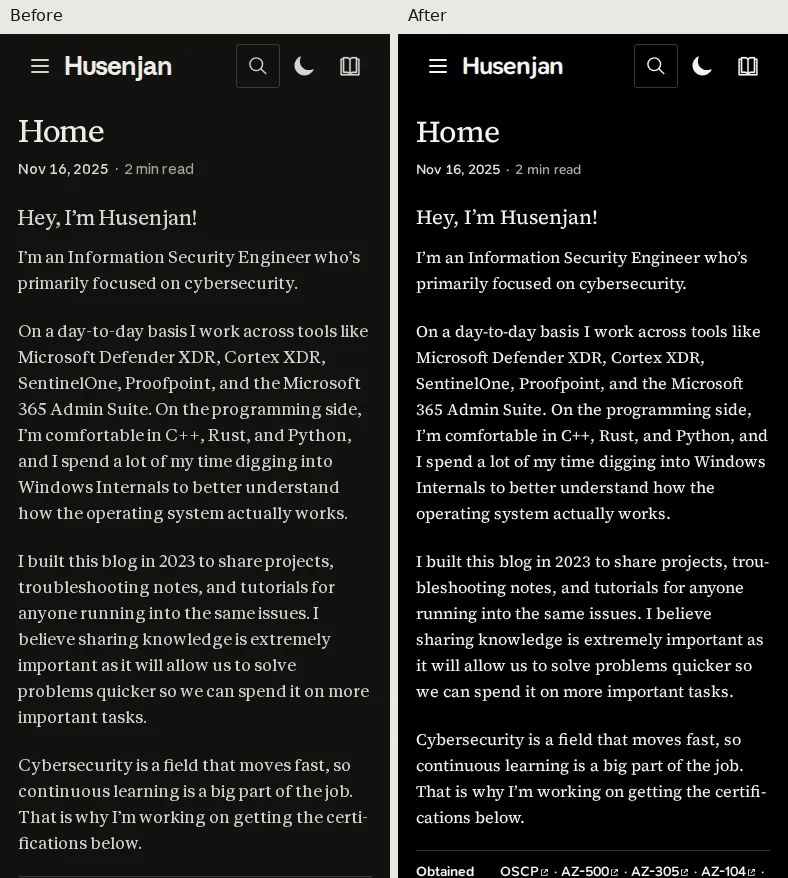 Before
Husenjan
Home
Nov 16, 2025 · 2 min read
Hey, I’m Husenjan!
I’m an Information Security Engineer who’s
primarily focused on cybersecurity.
On a day-to-day basis I work across tools like
Microsoft Defender XDR, Cortex XDR,
SentinelOne, Proofpoint, and the Microsoft
365 Admin Suite. On the programming side,
I’m comfortable in C++, Rust, and Python,
and I spend a lot of my time digging into
Windows Internals to better understand
how the operating system actually works.
I built this blog in 2023 to share projects,
troubleshooting notes, and tutorials for
anyone running into the same issues. I
believe sharing knowledge is extremely
important as it will allow us to solve
problems quicker so we can spend it on more
important tasks.
Cybersecurity is a field that moves fast, so
continuous learning is a big part of the job.
That is why I’m working on getting the certi-
fications below.
After
Husenjan
Home
Nov 16, 2025 · 2 min read
Hey, I’m Husenjan!
I’m an Information Security Engineer who’s
primarily focused on cybersecurity.
On a day-to-day basis I work across tools like
Microsoft Defender XDR, Cortex XDR,
SentinelOne, Proofpoint, and the Microsoft
365 Admin Suite. On the programming side,
I’m comfortable in C++, Rust, and Python, and
I spend a lot of my time digging into Windows
Internals to better understand how the
operating system actually works.
I built this blog in 2023 to share projects, trou-
bleshooting notes, and tutorials for anyone
running into the same issues. I believe
sharing knowledge is extremely important as
it will allow us to solve problems quicker so
we can spend it on more important tasks.
Cybersecurity is a field that moves fast, so
continuous learning is a big part of the job.
That is why I’m working on getting the certifi-
cations below.
Obtained OSCP · AZ-500 · AZ-305 · AZ-104 ·